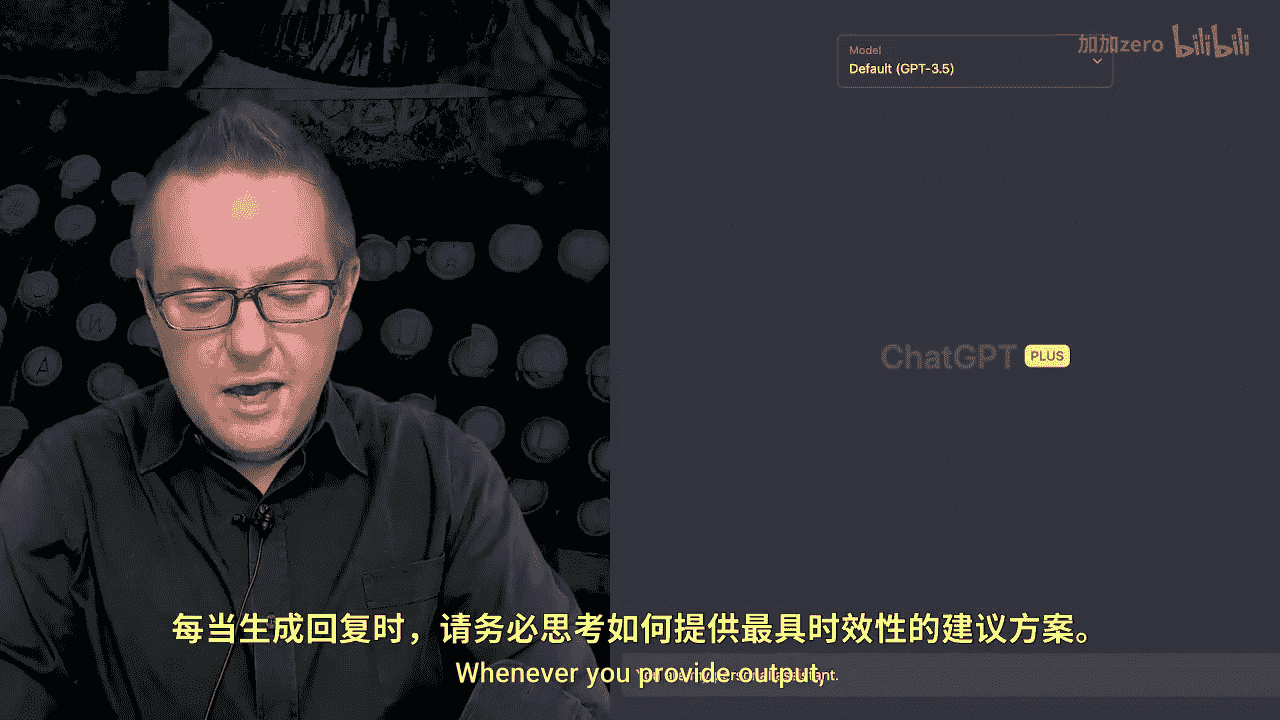 加加zero bilibili
Model
Default (GPT-3.5)
ChatGPT PLUS
每当生成回复时，请务必思考如何提供最具时效性的建议方案。
Whenever you provide output,
personal assistant.